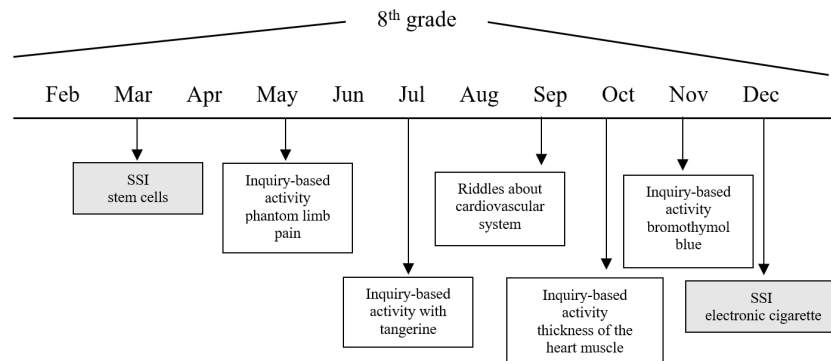 8th grade
Feb Mar Apr May Jun Jul Aug Sep Oct Nov Dec
SSI
stem cells
Inquiry-based
activity
phantom limb
pain
Inquiry-based
activity with
tangerine
Riddles about
cardiovascular
system
Inquiry-based
activity
thickness of the
heart muscle
Inquiry-based
activity
bromothymol
blue
SSI
electronic cigarette